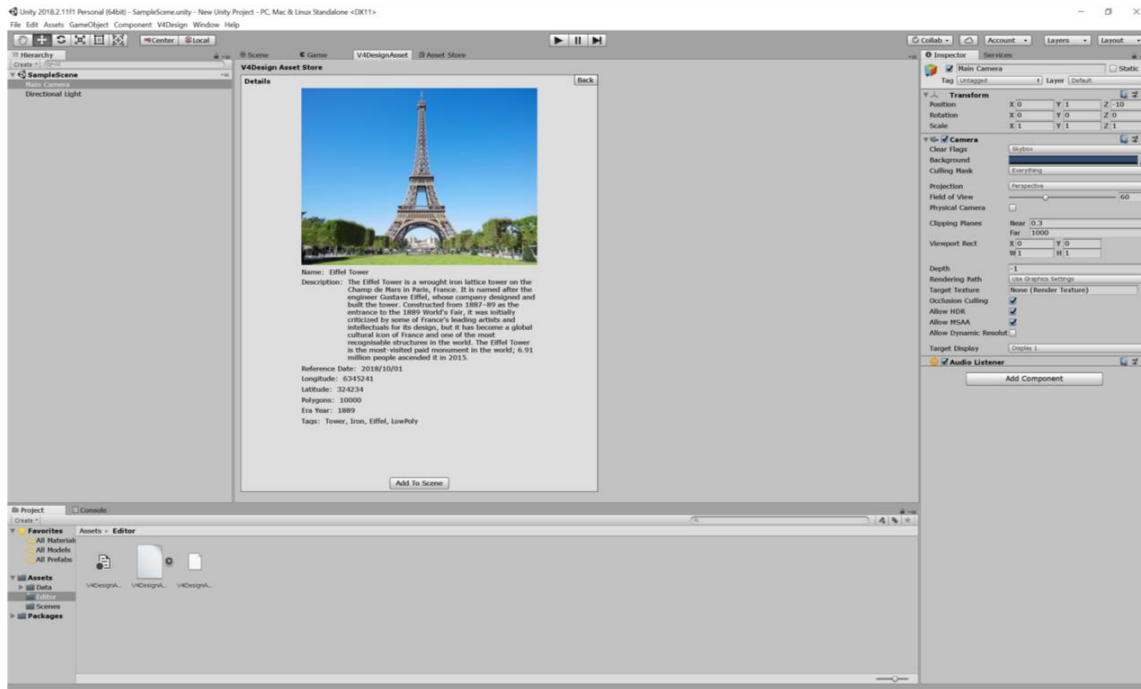 Unity 2018.2.11f1 Personal (64bit) - SampleScene.unity - New Unity Project - PC, Mac & Linux Standalone <DX11>
File Edit Assets GameObject Component V4Design Window Help
Center Local
Collab Account Layers Layout
Hierarchy
Create
SampleScene
Main Camera
Directional Light
Scene Game V4DesignAsset Asset Store
V4Design Asset Store
Details
Back
Name: Eiffel Tower
Description: The Eiffel Tower is a wrought iron lattice tower on the
Champ de Mars in Paris, France. It is named after the
engineer Gustave Eiffel, whose company designed and
built the tower. Constructed from 1887–89 as the
entrance to the 1889 World's Fair, it was initially
criticized by some of France's leading artists and
intellectuals for its design, but it has become a global
cultural icon of France and one of the most
recognisable structures in the world. The Eiffel Tower
is the most-visited paid monument in the world; 6.91
million people ascended it in 2015.
Reference Date: 2018/10/01
Longitude: 6345241
Latitude: 324234
Polygons: 10000
Era Year: 1889
Tags: Tower, Iron, Eiffel, LowPoly
Add To Scene
Inspector Services
Main Camera Static
Tag Untagged Layer Default
Transform
Position X 0 Y 1 Z -10
Rotation X 0 Y 0 Z 0
Scale X 1 Y 1 Z 1
Camera
Clear Flags Skybox
Background
Culling Mask Everything
Projection Perspective
Field of View 60
Physical Camera
Clipping Planes Near 0.3
Far 1000
Viewport Rect X 0 Y 0
W 1 H 1
Depth -1
Rendering Path Use Graphics Settings
Target Texture None (Render Texture)
Occlusion Culling
Allow HDR
Allow MSAA
Allow Dynamic Resolut
Target Display Display 1
Audio Listener
Add Component
Project Console
Create
Favorites
All Material
All Models
All Prefabs
Assets
Data
Editor
Scenes
Packages
Assets Editor
V4DesignA... V4DesignA... V4DesignA...